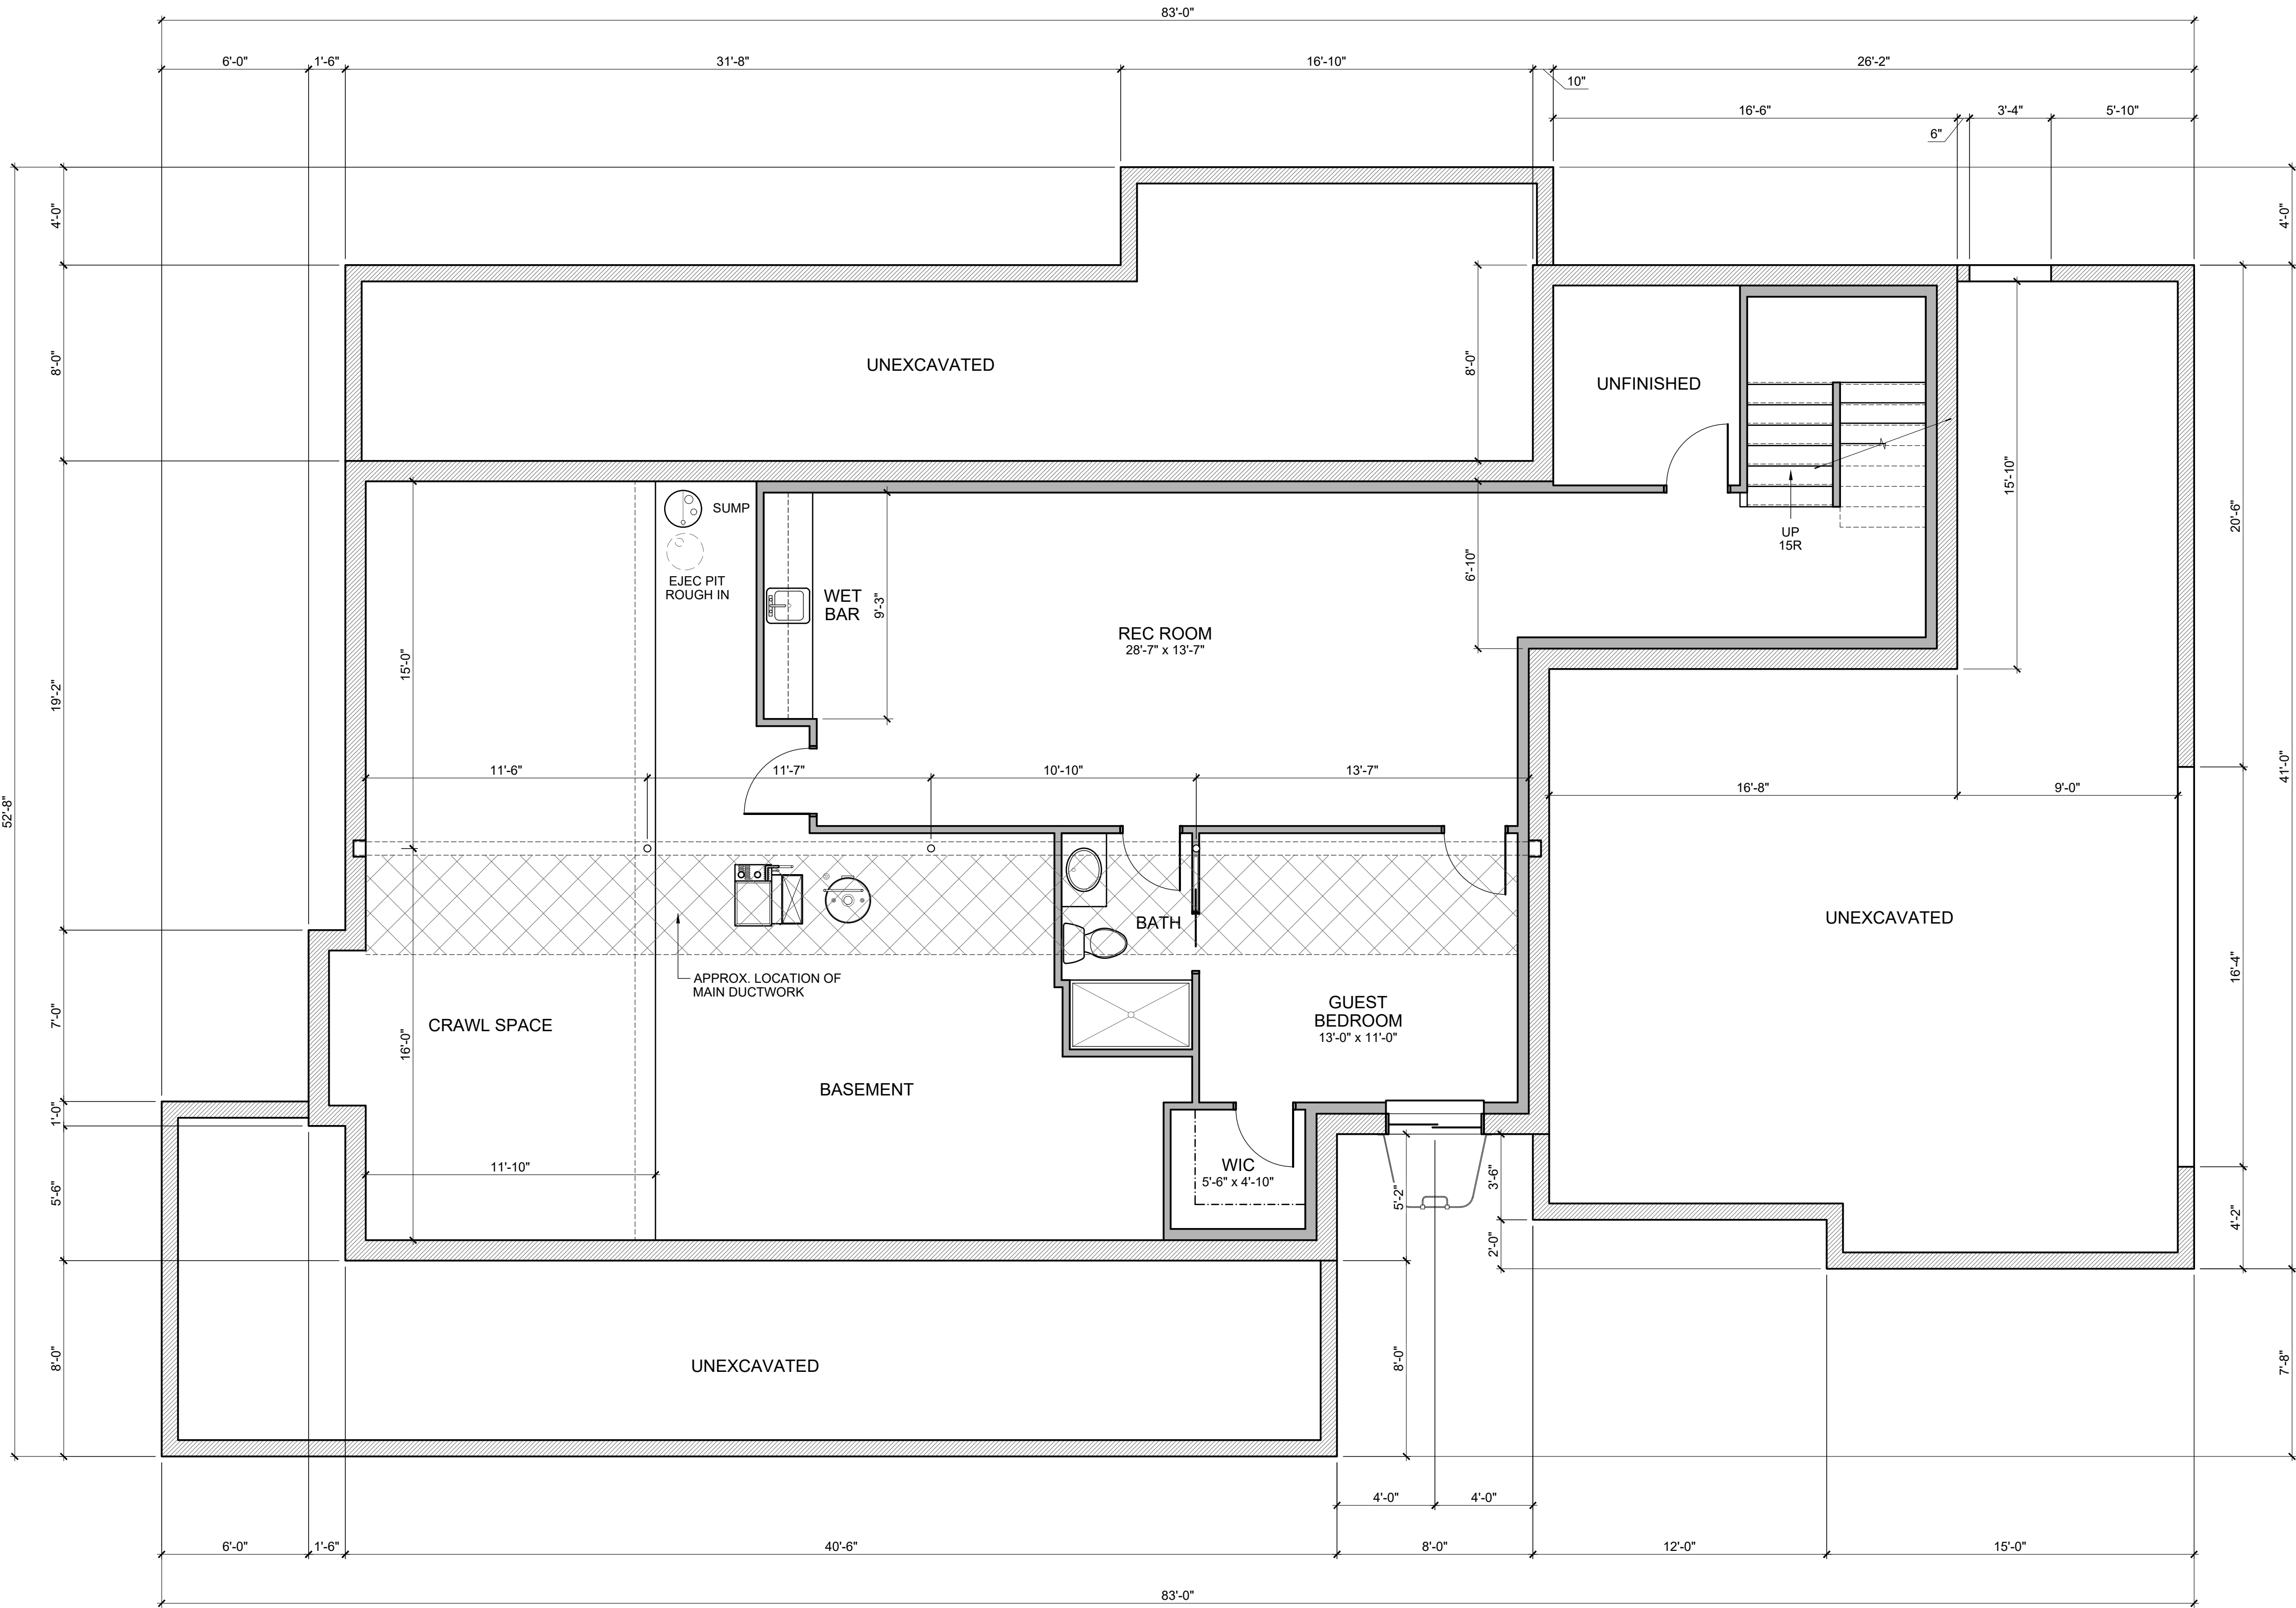 83'-0"
6'-0"
1'-6"
31'-8"
16'-10"
10"
26'-2"
16'-6"
6"
3'-4"
5'-10"
4'-0"
4'-0"
8'-0"
UNEXCAVATED
8'-0"
UNFINISHED
15'-10"
20'-6"
SUMP
EJEC PIT
ROUGH IN
WET
BAR
9'-3"
6'-10"
UP
15R
REC ROOM
28'-7" x 13'-7"
15'-0"
19'-2"
11'-6"
11'-7"
10'-10"
13'-7"
16'-8"
9'-0"
41'-0"
52'-8"
BATH
UNEXCAVATED
16'-4"
APPROX. LOCATION OF
MAIN DUCTWORK
7'-0"
CRAWL SPACE
16'-0"
GUEST
BEDROOM
13'-0" x 11'-0"
BASEMENT
1'-0"
11'-10"
WIC
5'-6" x 4'-10"
5'-6"
5'-2"
3'-6"
2'-0"
4'-2"
8'-0"
UNEXCAVATED
8'-0"
7'-8"
4'-0"
4'-0"
6'-0"
1'-6"
40'-6"
8'-0"
12'-0"
15'-0"
83'-0"